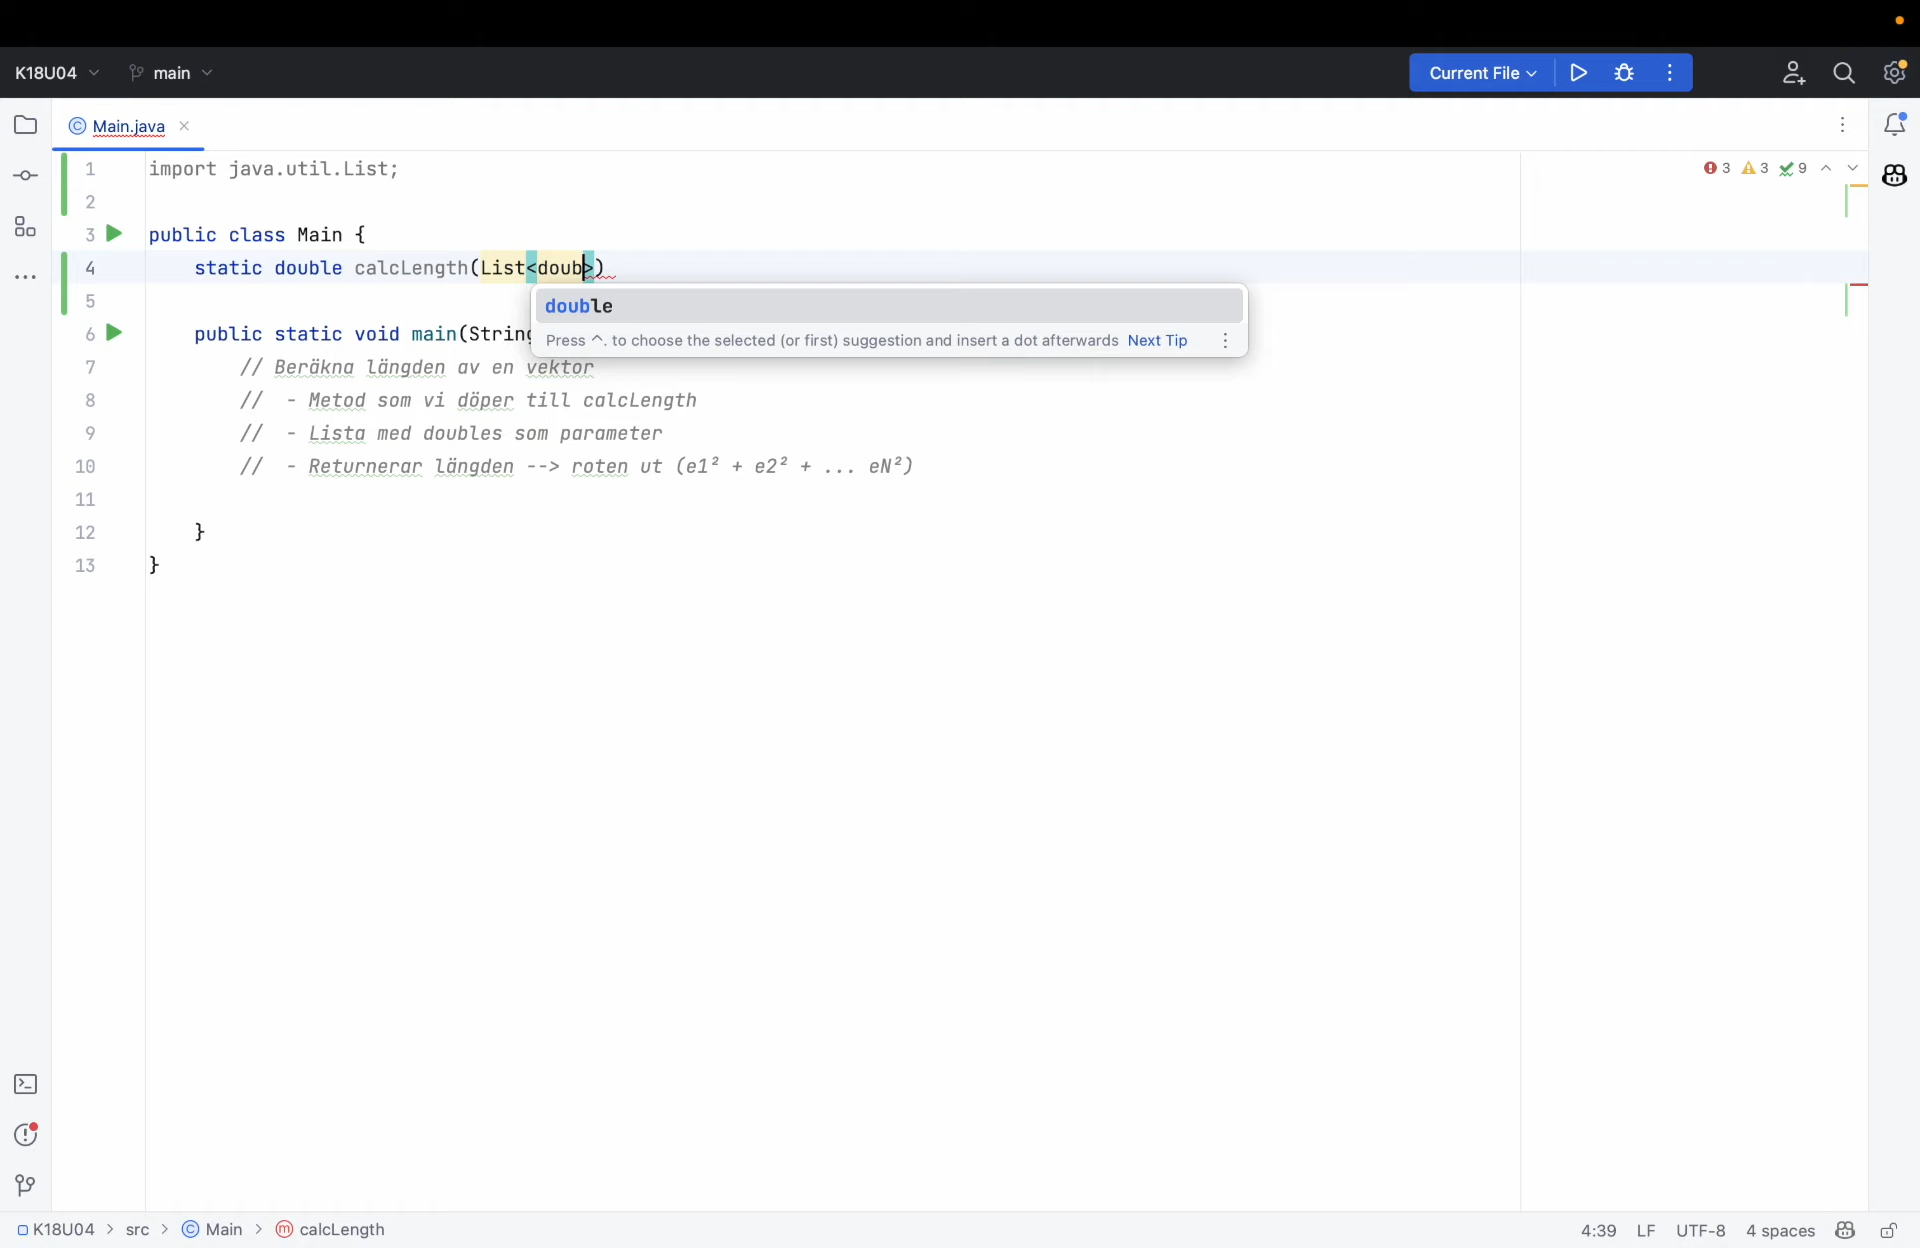 K18U04 main Current File
Main.java
1 import java.util.List; 3 3 9
2
3 public class Main {
4 static double calcLength(List<doub>)
5 double
6 public static void main(String
Press ^. to choose the selected (or first) suggestion and insert a dot afterwards Next Tip
7 // Beräkna längden av en vektor
8 // - Metod som vi döper till calcLength
9 // - Lista med doubles som parameter
10 // - Returnerar längden --> roten ut (e1² + e2² + ... eN²)
11
12 }
13 }
K18U04 > src > Main > calcLength 4:39 LF UTF-8 4 spaces